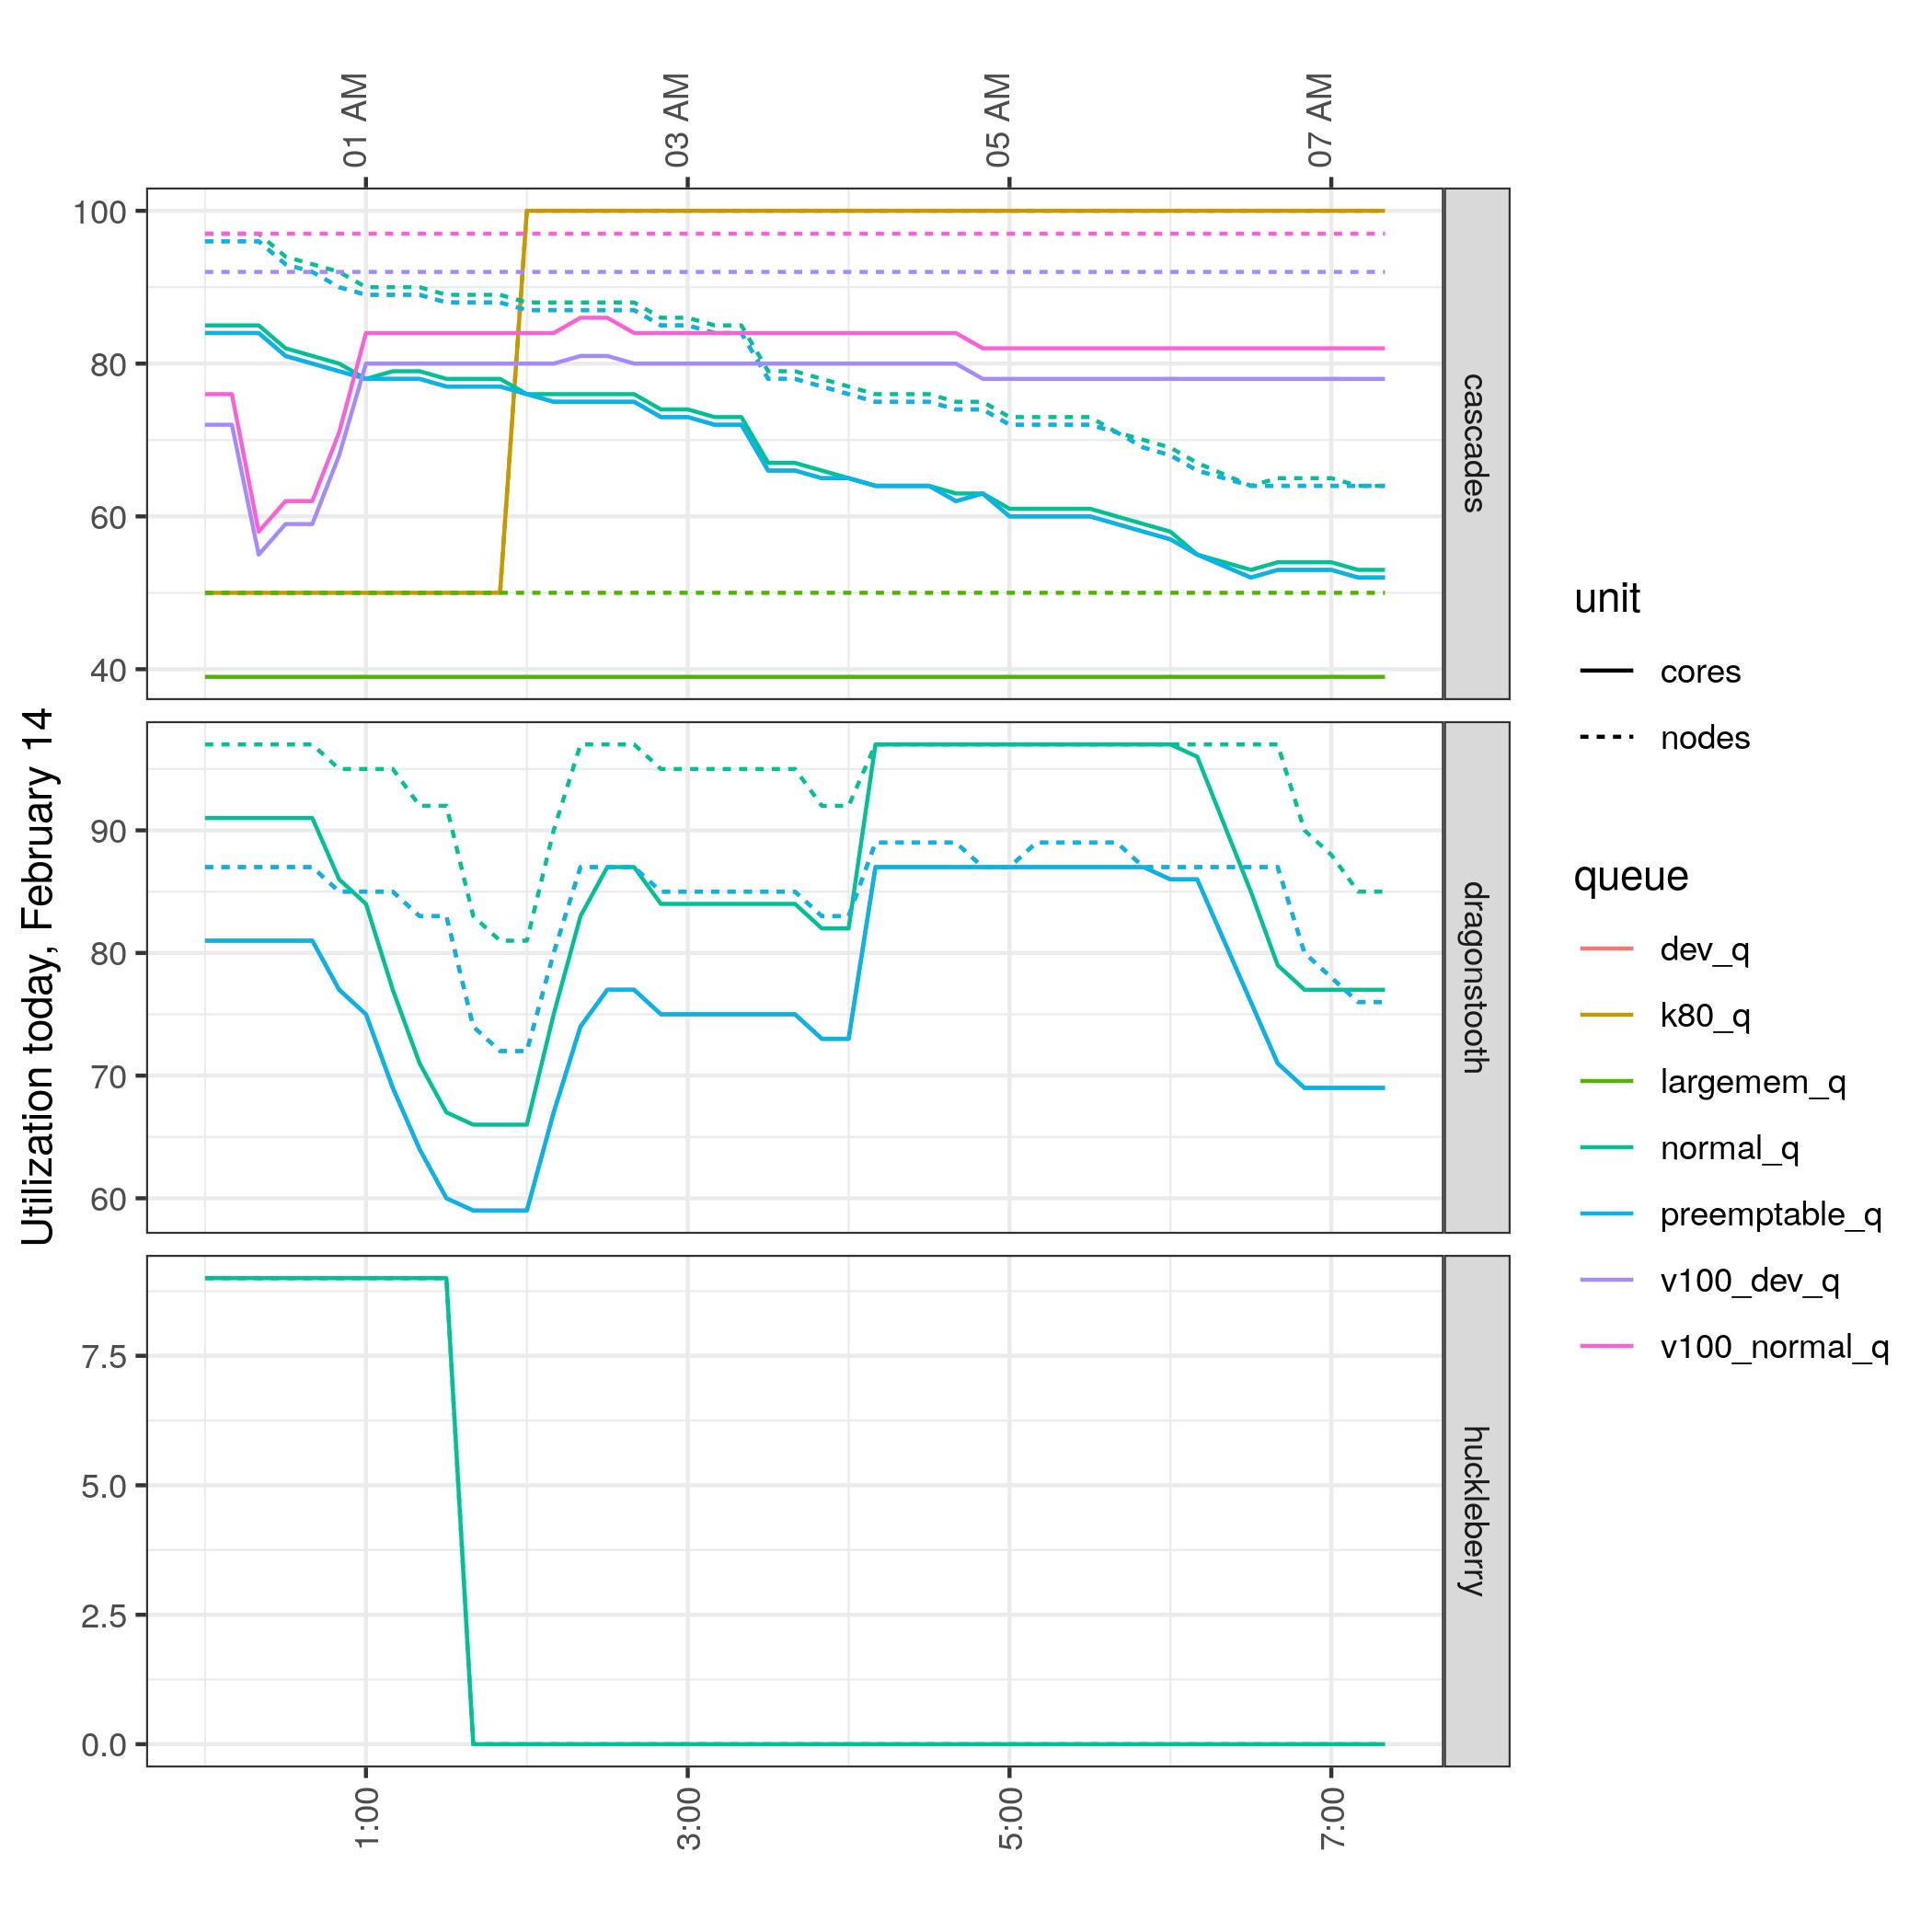 01 AM
03 AM
05 AM
07 AM
Utilization today, February 14
100
80
60
40
cascades
90
80
70
60
dragonstooth
7.5
5.0
2.5
0.0
huckleberry
1:00
3:00
5:00
7:00
unit
cores
nodes
queue
dev_q
k80_q
largemem_q
normal_q
preemptable_q
v100_dev_q
v100_normal_q